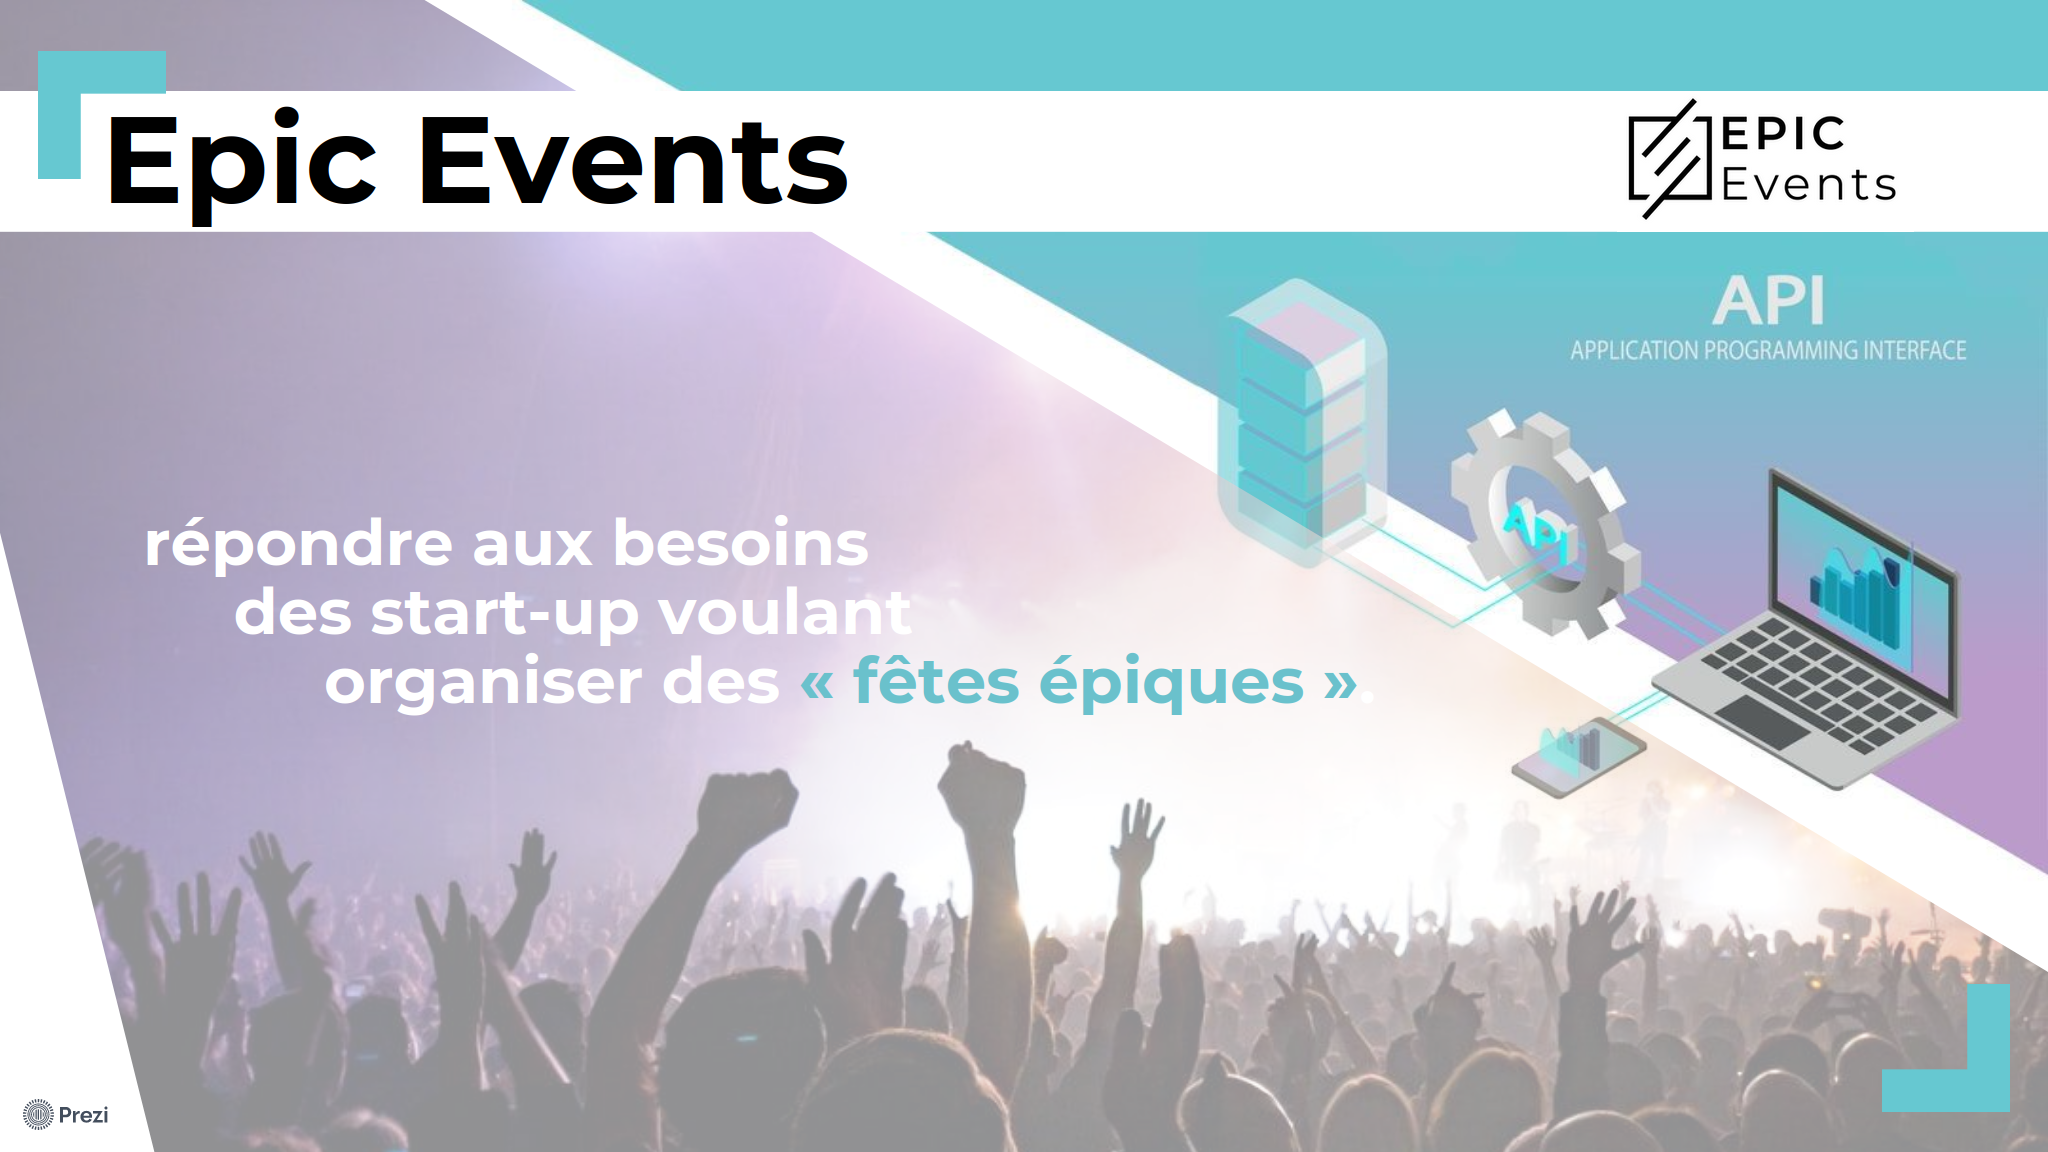 Epic Events
EPIC
Events
API
APPLICATION PROGRAMMING INTERFACE
API
répondre aux besoins
des start-up voulant
organiser des « fêtes épiques ».
Prezi